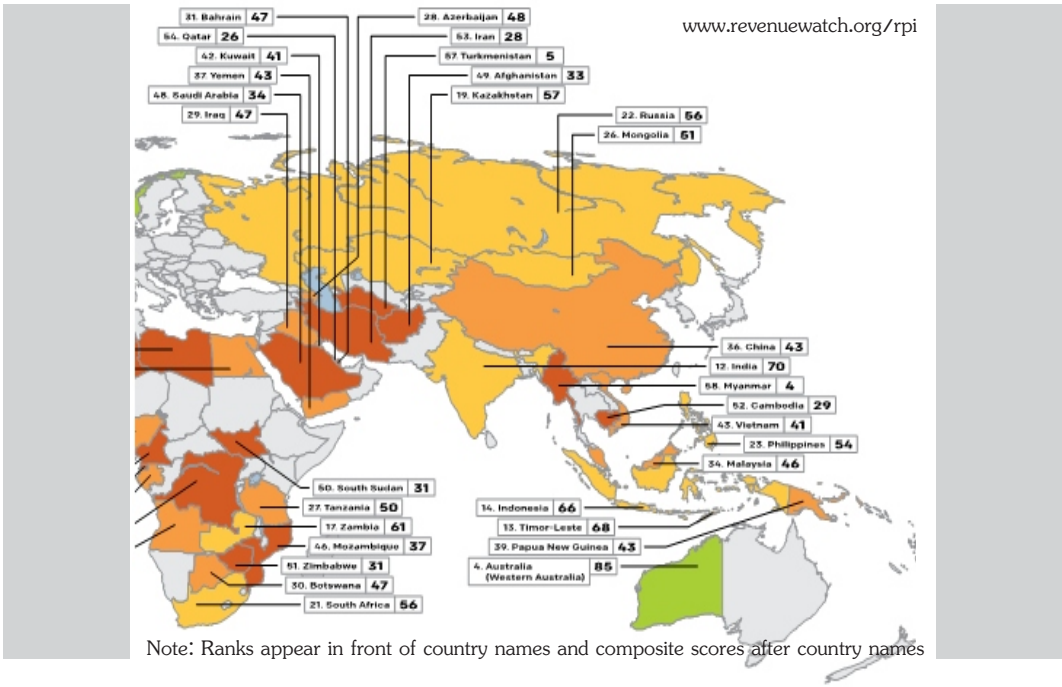 31. Bahrain 47
54. Qatar 26
42. Kuwait 41
37. Yemen 43
48. Saudi Arabia 34
29. Iraq 47
28. Azerbaijan 48
53. Iran 28
57. Turkmenistan 5
49. Afghanistan 33
19. Kazakhstan 57
www.revenuewatch.org/rpi
22. Russia 56
26. Mongolia 51
36. China 43
12. India 70
58. Myanmar 4
52. Cambodia 29
43. Vietnam 41
23. Philippines 54
34. Malaysia 46
50. South Sudan 31
27. Tanzania 50
17. Zambia 61
46. Mozambique 37
51. Zimbabwe 31
30. Botswana 47
21. South Africa 56
14. Indonesia 66
13. Timor-Leste 68
39. Papua New Guinea 43
4. Australia 85
(Western Australia)
Note: Ranks appear in front of country names and composite scores after country names